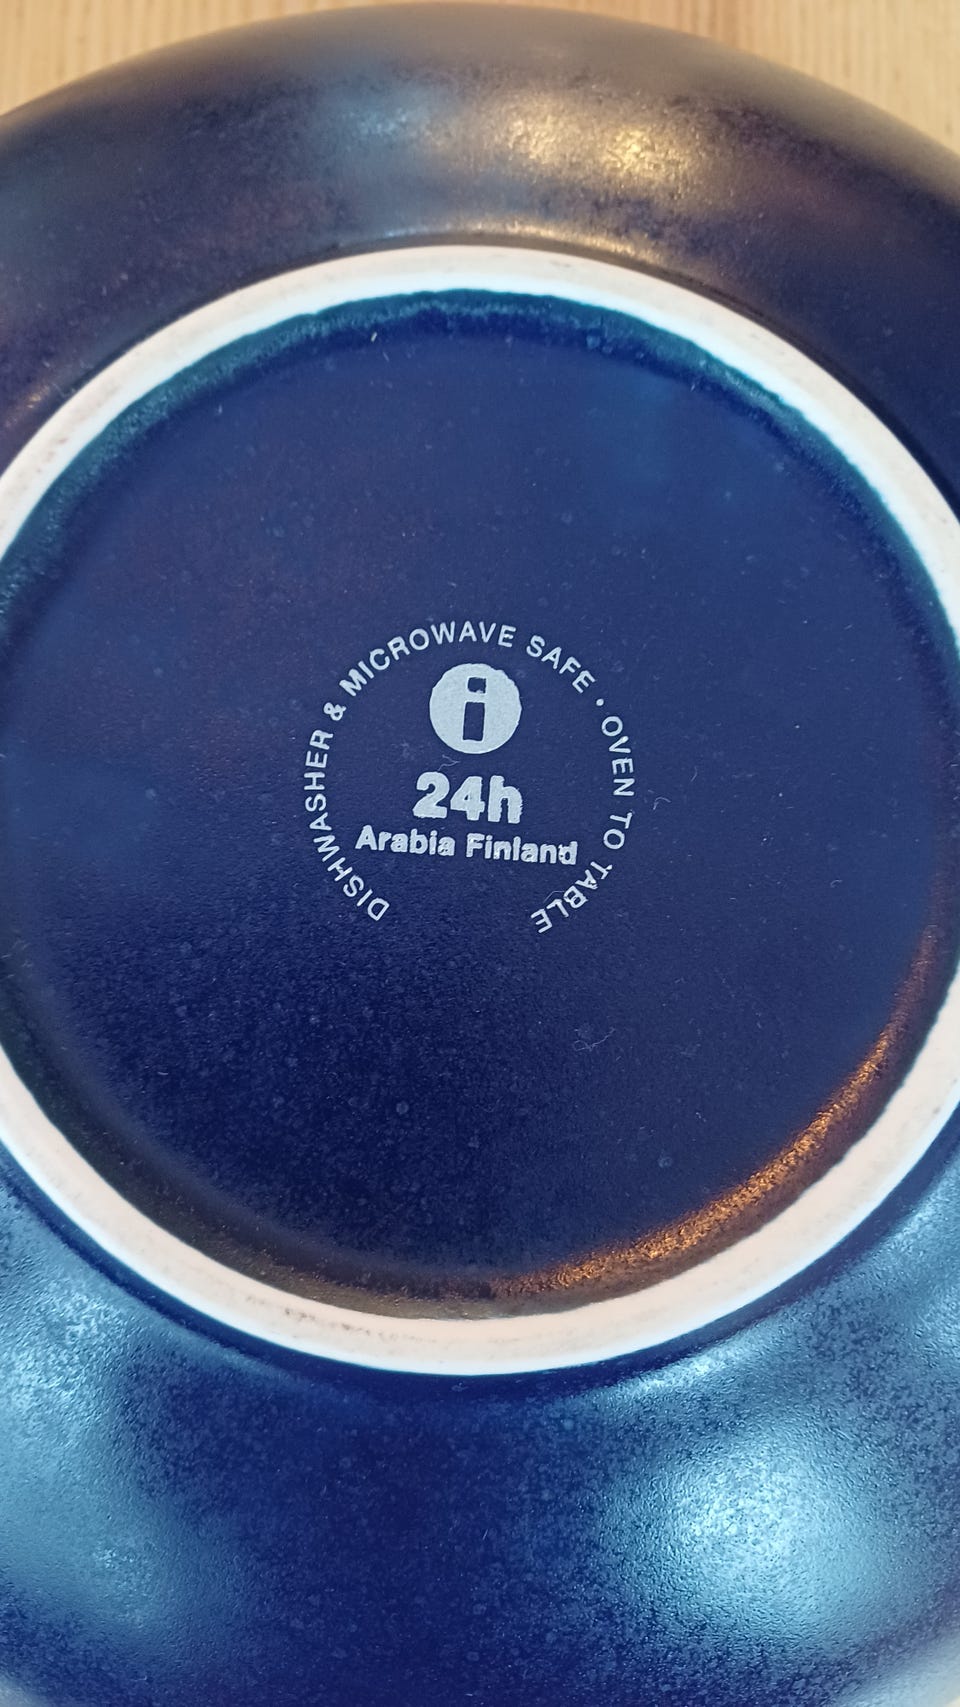 DISHWASHER & MICROWAVE SAFE • OVEN TO TABLE
i
24h
Arabia Finland